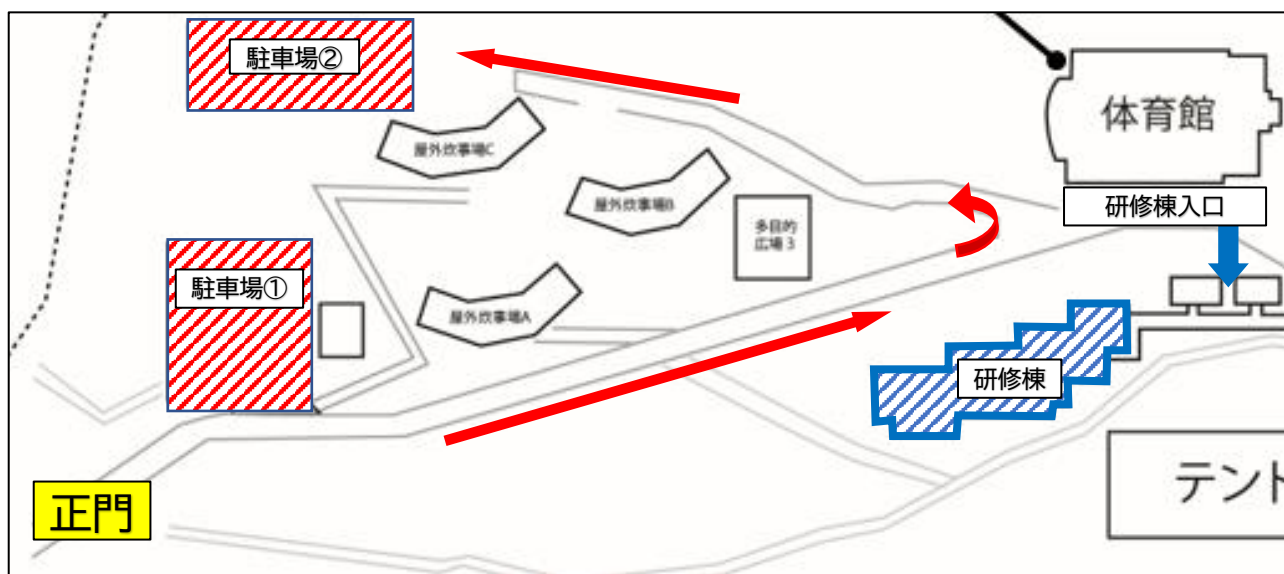 駐車場②
体育館
屋外炊事場C
研修棟入口
屋外炊事場B
多目的
広場 3
駐車場①
屋外炊事場A
研修棟
テント
正門